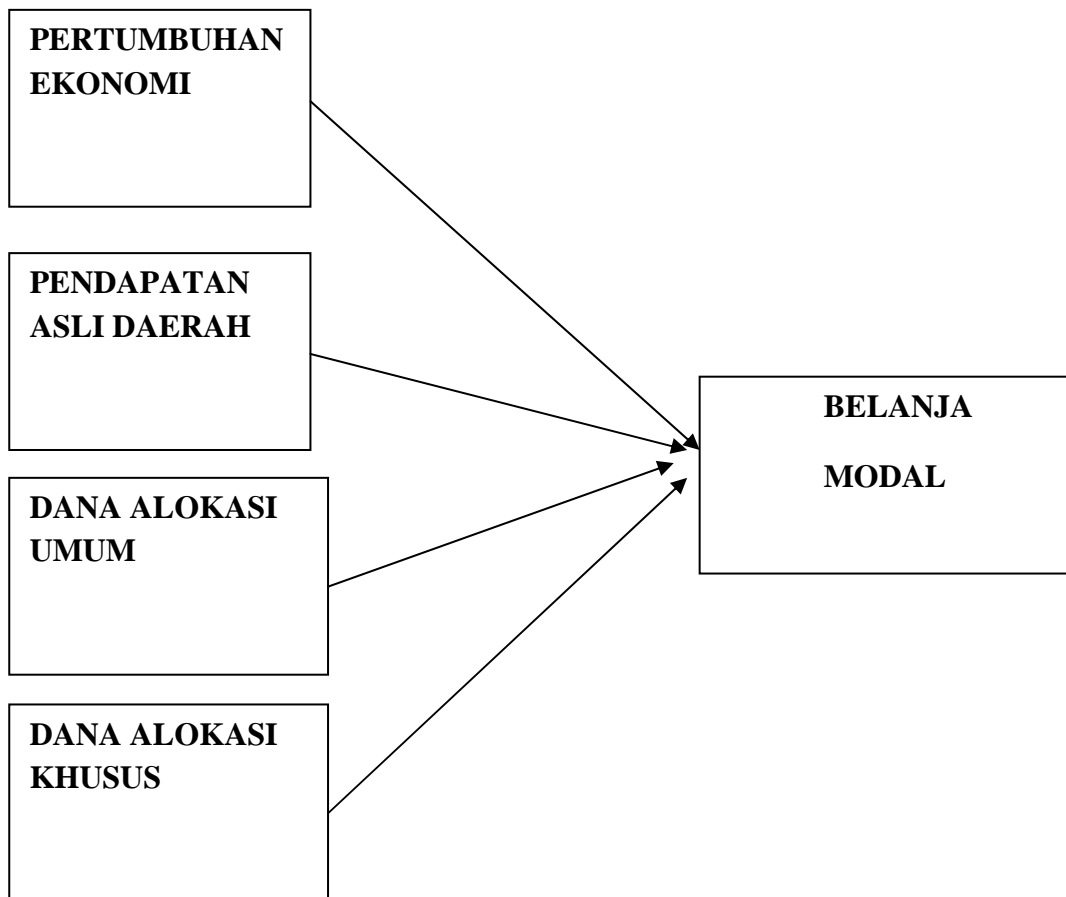 PERTUMBUHAN
EKONOMI
PENDAPATAN
ASLI DAERAH
BELANJA
MODAL
DANA ALOKASI
UMUM
DANA ALOKASI
KHUSUS